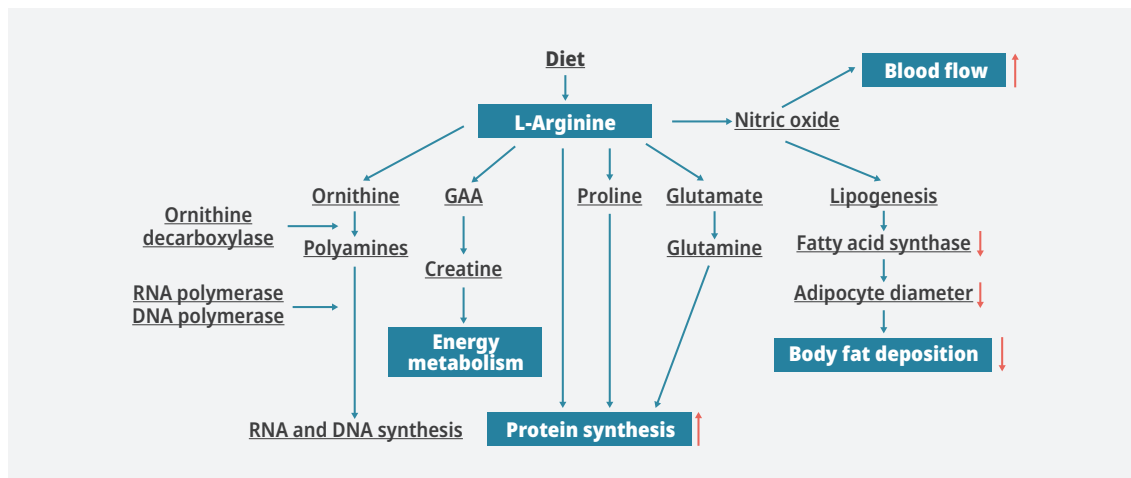 Diet
Blood flow
L-Arginine
Nitric oxide
Ornithine
GAA
Proline
Glutamate
Lipogenesis
Ornithine
decarboxylase
Polyamines
Glutamine
Fatty acid synthase
Creatine
RNA polymerase
DNA polymerase
Adipocyte diameter
Energy
metabolism
Body fat deposition
RNA and DNA synthesis
Protein synthesis